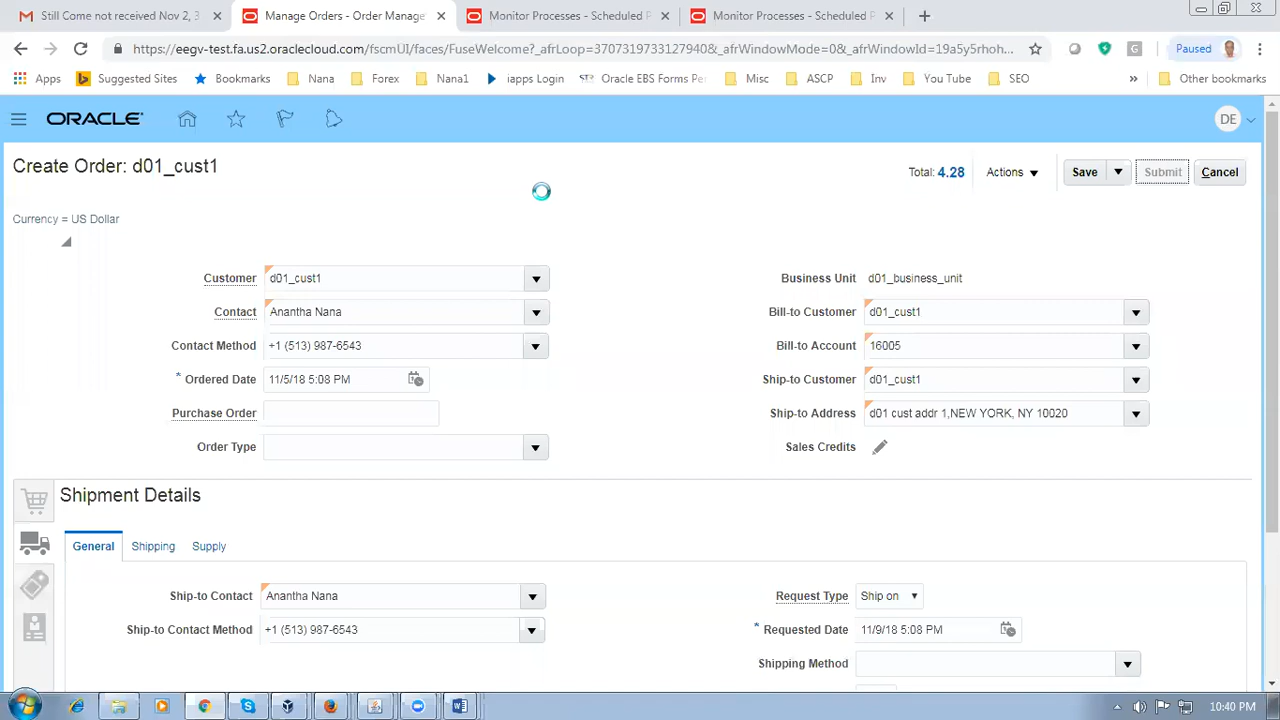 Still Come not received Nov 2, 3
Manage Orders - Order Manage
Monitor Processes - Scheduled P
Monitor Processes - Scheduled P
https://eegv-test.fa.us2.oraclecloud.com/fscmUI/faces/FuseWelcome?_afrLoop=3707319733127940&_afrWindowMode=0&_afrWindowId=19a5y5rhoh...
G
Paused
Apps
Suggested Sites
Bookmarks
Nana
Forex
Nana1
iapps Login
Oracle EBS Forms Pe
Misc
ASCP
Inv
You Tube
SEO
»
Other bookmarks
ORACLE
DE
Create Order: d01_cust1
Total: 4.28
Actions
Save
Submit
Cancel
Currency = US Dollar
Customer d01_cust1
Business Unit d01_business_unit
Contact Anantha Nana
Bill-to Customer d01_cust1
Contact Method +1 (513) 987-6543
Bill-to Account 16005
* Ordered Date 11/5/18 5:08 PM
Ship-to Customer d01_cust1
Purchase Order
Ship-to Address d01 cust addr 1,NEW YORK, NY 10020
Order Type
Sales Credits
Shipment Details
General
Shipping
Supply
Ship-to Contact Anantha Nana
Request Type Ship on
Ship-to Contact Method +1 (513) 987-6543
* Requested Date 11/9/18 5:08 PM
Shipping Method
10:40 PM